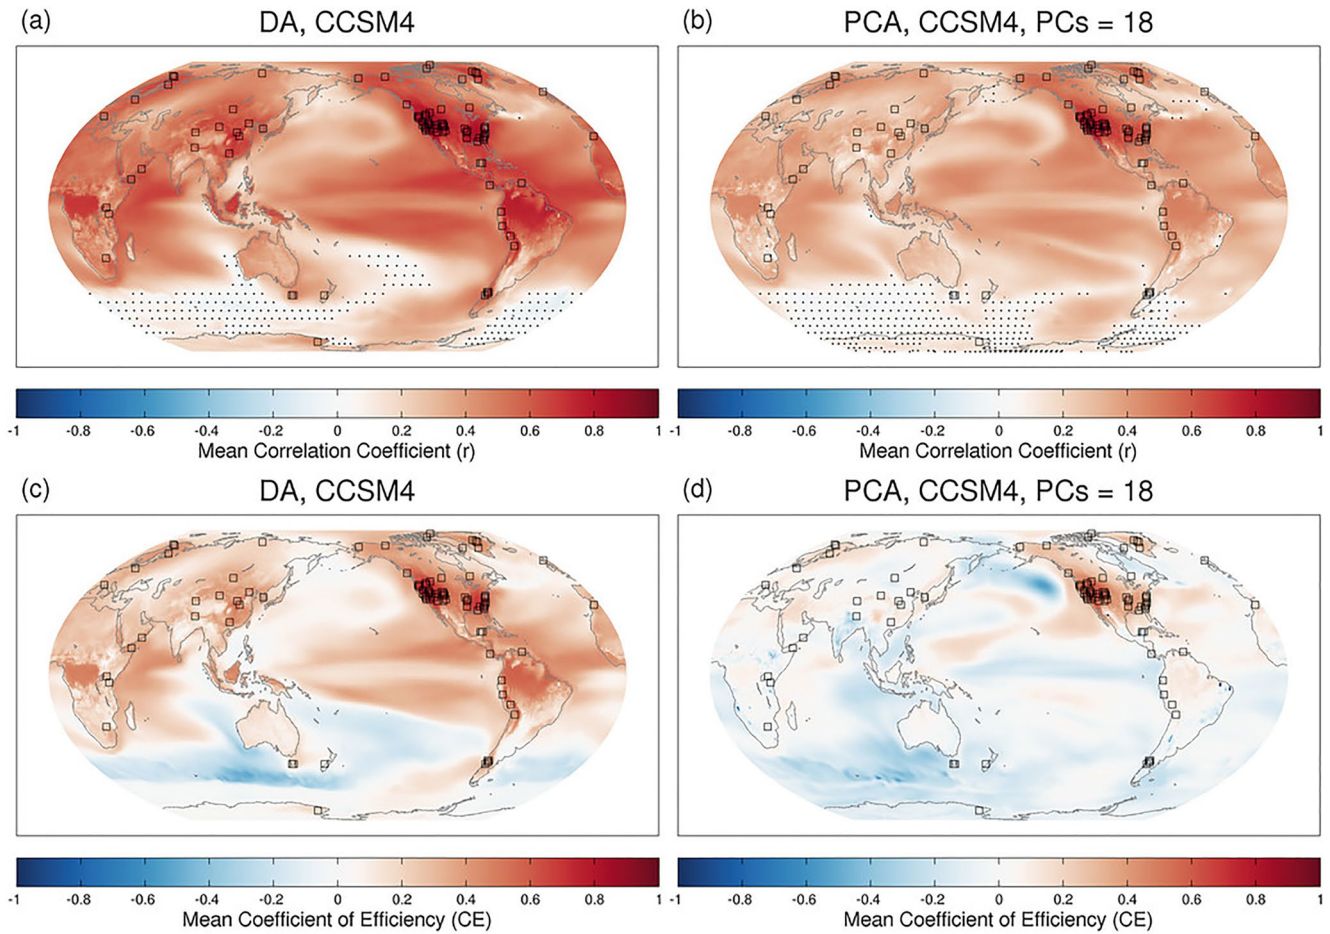 (a) DA, CCSM4
(b) PCA, CCSM4, PCs = 18
-1 -0.8 -0.6 -0.4 -0.2 0 0.2 0.4 0.6 0.8 1
Mean Correlation Coefficient (r)
-1 -0.8 -0.6 -0.4 -0.2 0 0.2 0.4 0.6 0.8 1
Mean Correlation Coefficient (r)
(c) DA, CCSM4
(d) PCA, CCSM4, PCs = 18
-1 -0.8 -0.6 -0.4 -0.2 0 0.2 0.4 0.6 0.8 1
Mean Coefficient of Efficiency (CE)
-1 -0.8 -0.6 -0.4 -0.2 0 0.2 0.4 0.6 0.8 1
Mean Coefficient of Efficiency (CE)